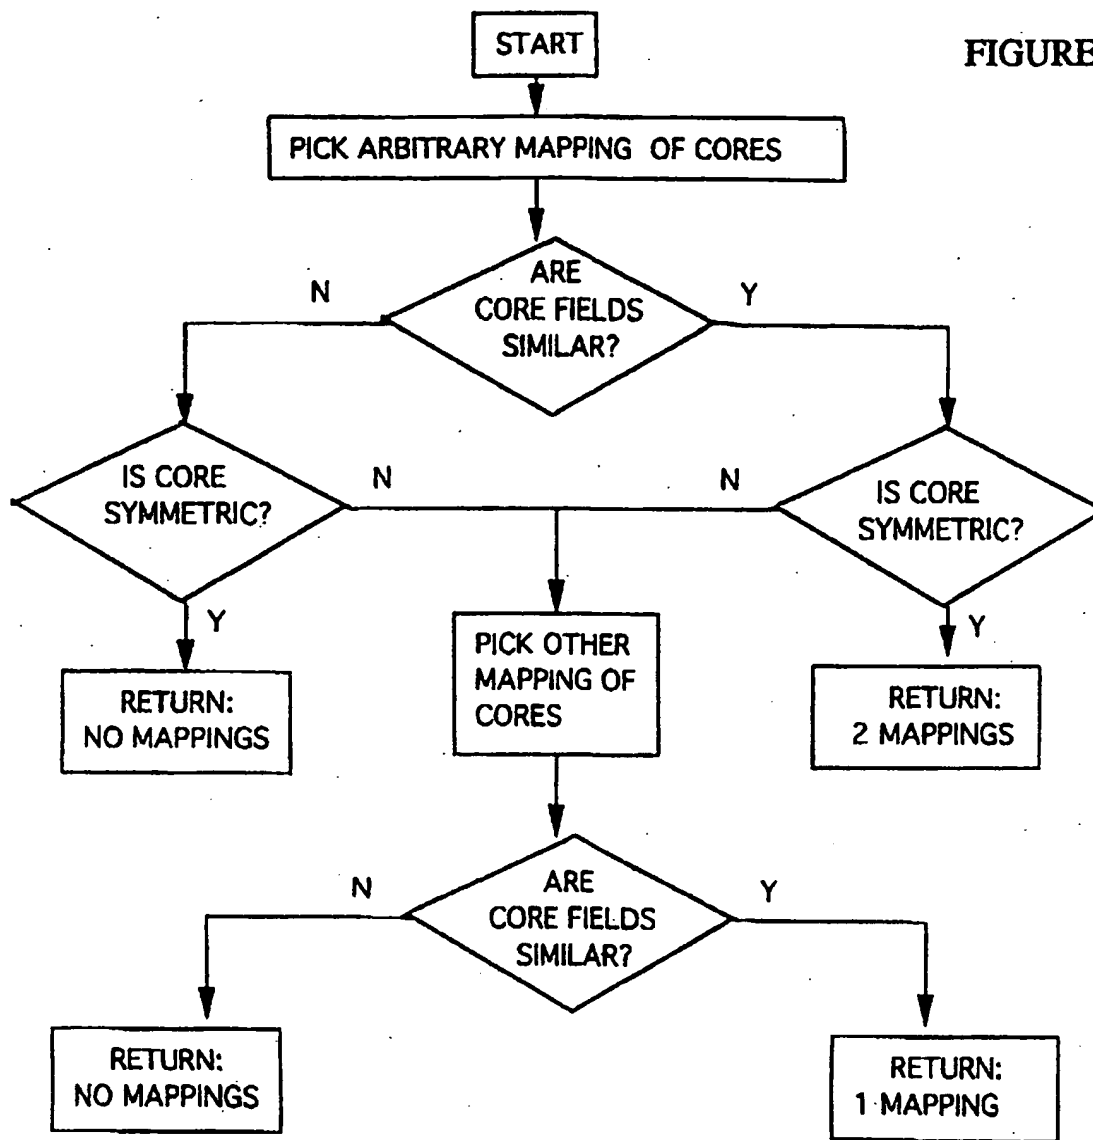 START
FIGURE
PICK ARBITRARY MAPPING OF CORES
ARE
CORE FIELDS
SIMILAR?
N
Y
IS CORE
SYMMETRIC?
N
N
IS CORE
SYMMETRIC?
Y
Y
RETURN:
NO MAPPINGS
PICK OTHER
MAPPING OF
CORES
RETURN:
2 MAPPINGS
ARE
CORE FIELDS
SIMILAR?
N
Y
RETURN:
NO MAPPINGS
RETURN:
1 MAPPING